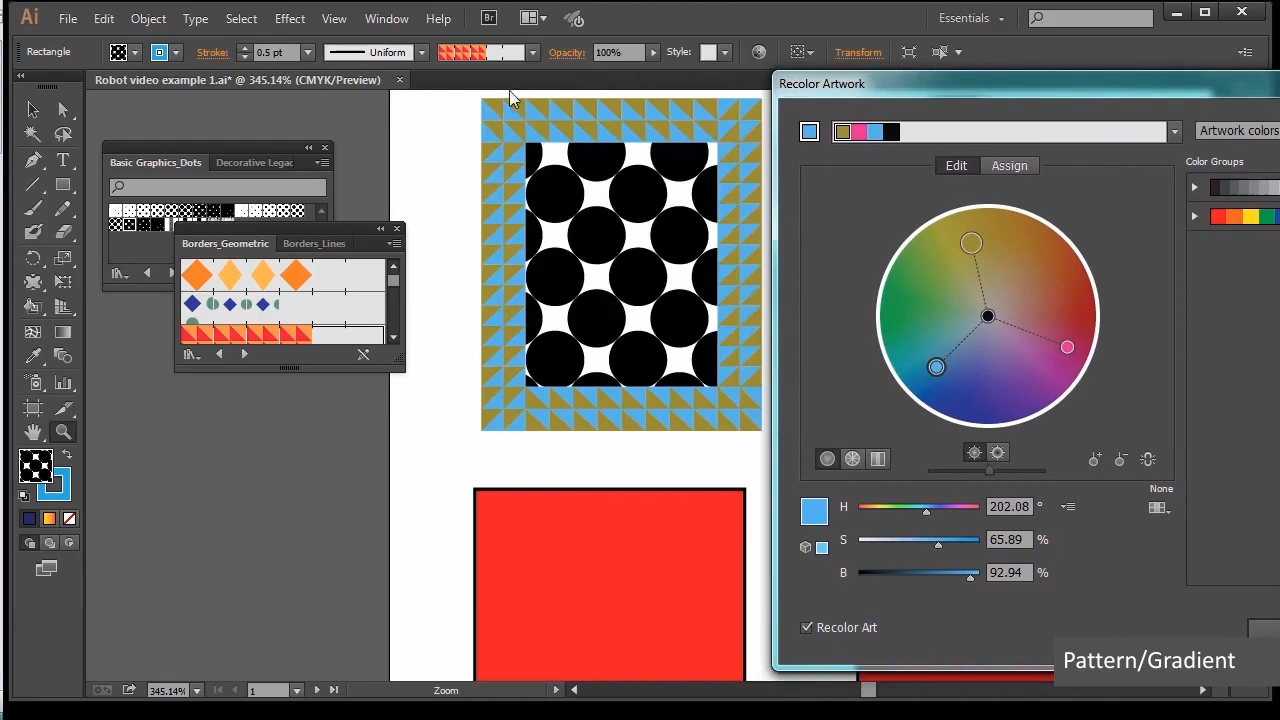 Ai File Edit Object Type Select Effect View Window Help Br Essentials
Rectangle Stroke: 0.5 pt Uniform Opacity: 100% Style: Transform
Robot video example 1.ai* @ 345.14% (CMYK/Preview)
Recolor Artwork
Artwork colors
Edit Assign
Color Groups
Basic Graphics_Dots Decorative Legac
Borders_Geometric Borders_Lines
None
H 202.08 °
S 65.89 %
B 92.94 %
Recolor Art
Pattern/Gradient
345.14% 1 Zoom